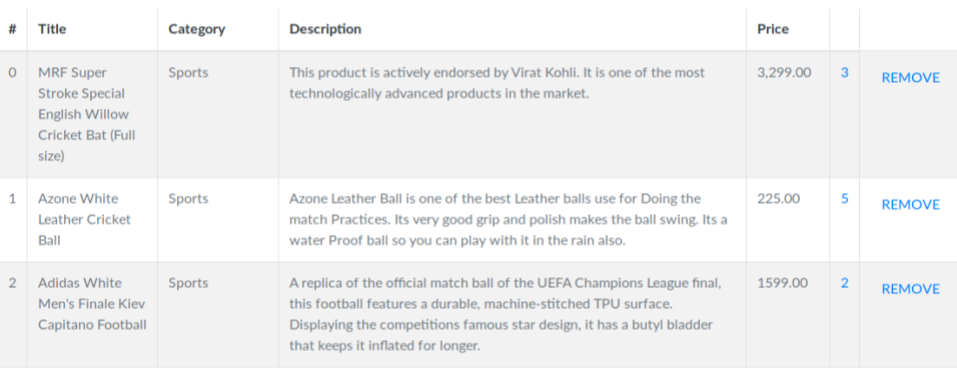 # Title Category Description Price
0 MRF Super Sports This product is actively endorsed by Virat Kohli. It is one of the most 3,299.00 3 REMOVE
Stroke Special technologically advanced products in the market.
English Willow
Cricket Bat (Full
size)
1 Azone White Sports Azone Leather Ball is one of the best Leather balls use for Doing the 225.00 5 REMOVE
Leather Cricket match Practices. Its very good grip and polish makes the ball swing. Its a
Ball water Proof ball so you can play with it in the rain also.
2 Adidas White Sports A replica of the official match ball of the UEFA Champions League final, 1599.00 2 REMOVE
Men's Finale Kiev this football features a durable, machine-stitched TPU surface.
Capitano Football Displaying the competitions famous star design, it has a butyl bladder
that keeps it inflated for longer.